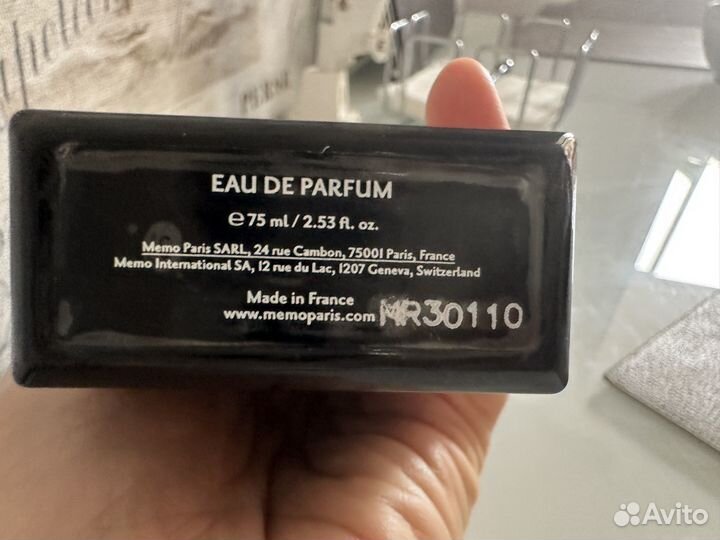 EAU DE PARFUM
℮75 ml / 2.53 fl. oz.
Memo Paris SARL, 24 rue Cambon, 75001 Paris, France
Memo International SA, 12 rue du Lac, 1207 Geneva, Switzerland
Made in France
www.memoparis.com MR30110
Avito